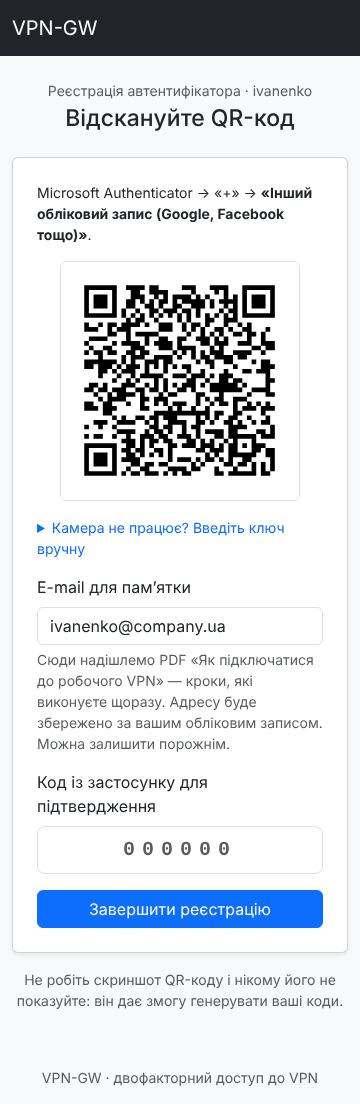 VPN-GW
Реєстрація автентифікатора · ivanenko
Відскануйте QR-код
Microsoft Authenticator → «+» → «Інший
обліковий запис (Google, Facebook
тощо)».
▶ Камера не працює? Введіть ключ
вручну
E-mail для пам’ятки
ivanenko@company.ua
Сюди надішлемо PDF «Як підключатися
до робочого VPN» — кроки, які
виконуєте щоразу. Адресу буде
збережено за вашим обліковим записом.
Можна залишити порожнім.
Код із застосунку для
підтвердження
000000
Завершити реєстрацію
Не робіть скриншот QR-коду і нікому його не
показуйте: він дає змогу генерувати ваші коди.
VPN-GW · двофакторний доступ до VPN